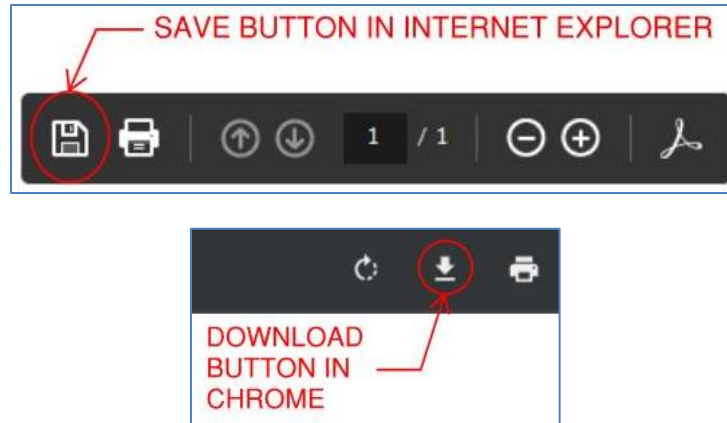 SAVE BUTTON IN INTERNET EXPLORER
1 / 1
DOWNLOAD
BUTTON IN
CHROME